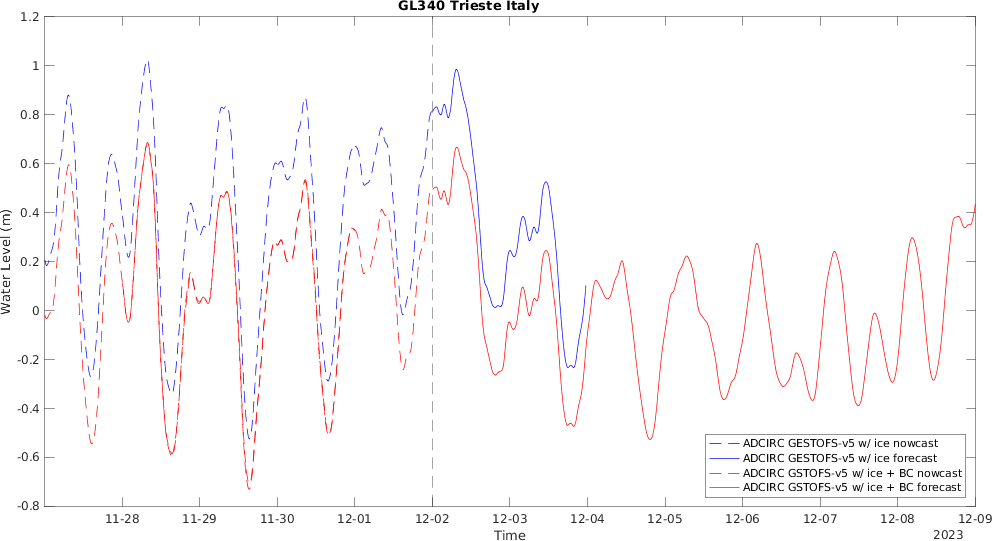 GL340 Trieste Italy
1.2
1
0.8
0.6
0.4
0.2
0
-0.2
-0.4
-0.6
-0.8
Water Level (m)
ADCIRC GESTOFS-v5 w/ ice nowcast
ADCIRC GESTOFS-v5 w/ ice forecast
ADCIRC GSTOFS-v5 w/ ice + BC nowcast
ADCIRC GSTOFS-v5 w/ ice + BC forecast
11-28 11-29 11-30 12-01 12-02 12-03 12-04 12-05 12-06 12-07 12-08 12-09
Time
2023